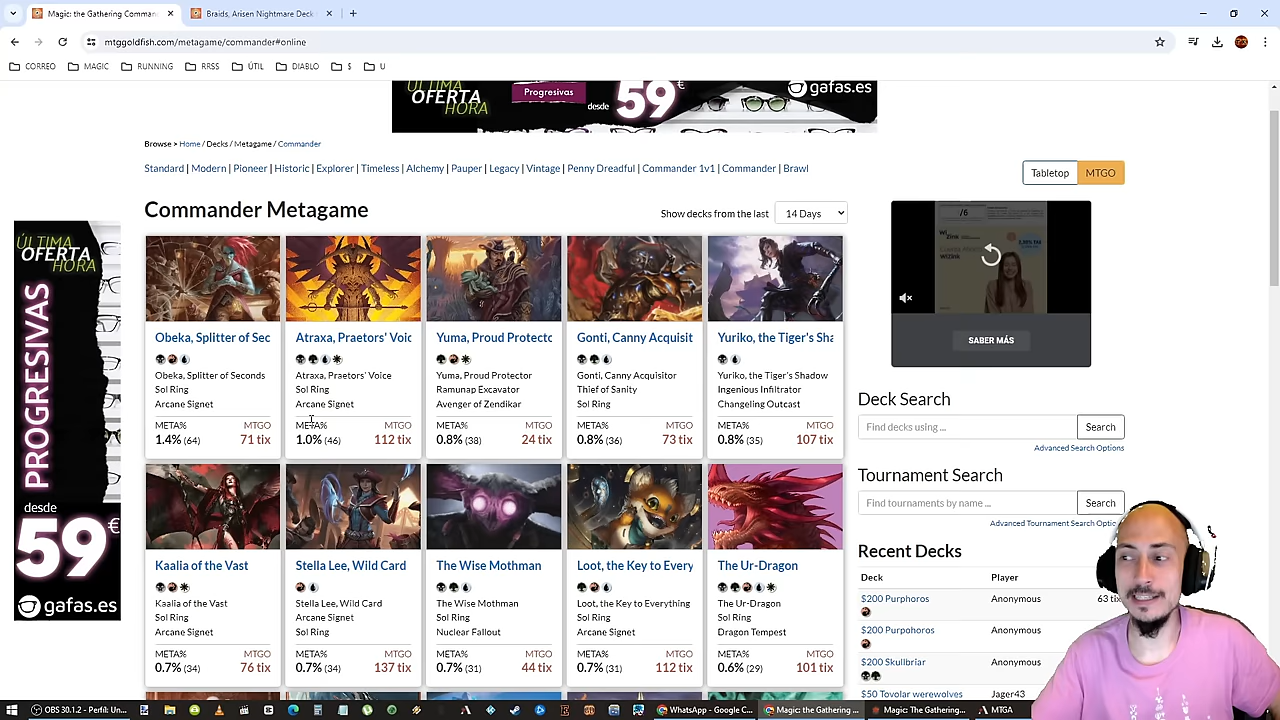 Magic: the Gathering Comman
Braids, Arisen Nightmare Deck
mtggoldfish.com/metagame/commander#online
CORREO
MAGIC
RUNNING
RRSS
ÚTIL
DIABLO
$
U
ÚLTIMA
OFERTA
HORA
Progresivas
desde
59€
gafas.es
Browse > Home / Decks / Metagame / Commander
Standard | Modern | Pioneer | Historic | Explorer | Timeless | Alchemy | Pauper | Legacy | Vintage | Penny Dreadful | Commander 1v1 | Commander | Brawl
Tabletop
MTGO
Commander Metagame
Show decks from the last
14 Days
Obeka, Splitter of Sec
Obeka, Splitter of Seconds
Sol Ring
Arcane Signet
META%
MTGO
1.4% (64)
71 tix
Atraxa, Praetors' Voic
Atraxa, Praetors' Voice
Sol Ring
Arcane Signet
META%
MTGO
1.0% (46)
112 tix
Yuma, Proud Protecto
Yuma, Proud Protector
Ramunap Excavator
Avenger of Zendikar
META%
MTGO
0.8% (38)
24 tix
Gonti, Canny Acquisit
Gonti, Canny Acquisitor
Thief of Sanity
Sol Ring
META%
MTGO
0.8% (36)
73 tix
Yuriko, the Tiger's Sha
Yuriko, the Tiger's Shadow
Ingenious Infiltrator
Changeling Outcast
META%
MTGO
0.8% (35)
107 tix
Kaalia of the Vast
Kaalia of the Vast
Sol Ring
Arcane Signet
META%
MTGO
0.7% (34)
76 tix
Stella Lee, Wild Card
Stella Lee, Wild Card
Arcane Signet
Sol Ring
META%
MTGO
0.7% (34)
137 tix
The Wise Mothman
The Wise Mothman
Sol Ring
Nuclear Fallout
META%
MTGO
0.7% (31)
44 tix
Loot, the Key to Every
Loot, the Key to Everything
Sol Ring
Arcane Signet
META%
MTGO
0.7% (31)
112 tix
The Ur-Dragon
The Ur-Dragon
Sol Ring
Dragon Tempest
META%
MTGO
0.6% (29)
101 tix
ÚLTIMA
OFERTA
HORA
PROGRESIVAS
desde
59€
gafas.es
/6
SABER MÁS
Deck Search
Find decks using ...
Search
Advanced Search Options
Tournament Search
Find tournaments by name ...
Search
Advanced Tournament Search Optic
Recent Decks
Deck
Player
$200 Purphoros
Anonymous
63 tix
$200 Purpohoros
Anonymous
$200 Skullbriar
Anonymous
$50 Tovolar werewolves
Jager43
OBS 30.1.2 - Perfil: Un...
WhatsApp - Google C...
Magic: the Gathering ...
Magic: The Gathering...
MTGA